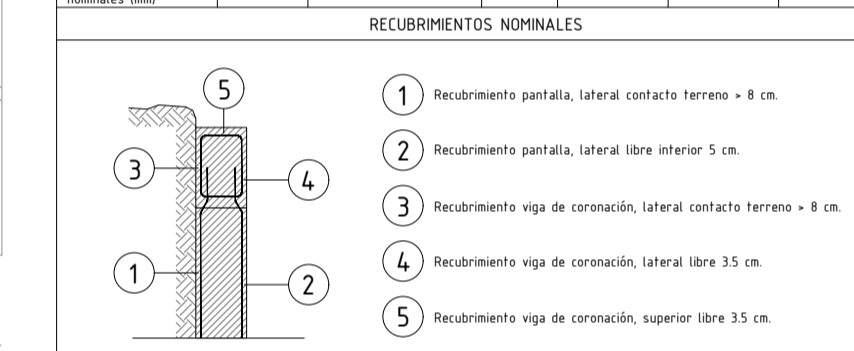 nominales (mm)
RECUBRIMIENTOS NOMINALES
5
3
4
1
2
1 Recubrimiento pantalla, lateral contacto terreno > 8 cm.
2 Recubrimiento pantalla, lateral libre interior 5 cm.
3 Recubrimiento viga de coronación, lateral contacto terreno > 8 cm.
4 Recubrimiento viga de coronación, lateral libre 3.5 cm.
5 Recubrimiento viga de coronación, superior libre 3.5 cm.